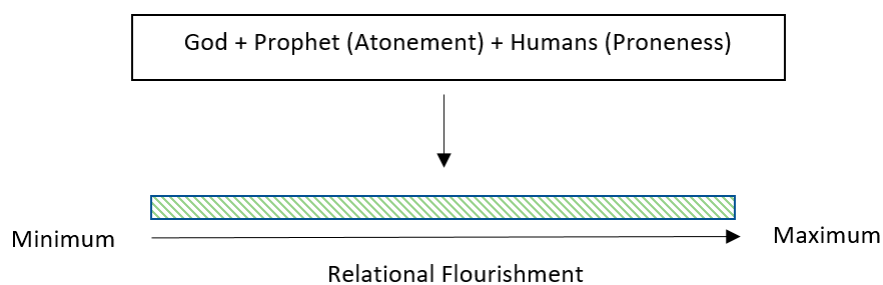 God + Prophet (Atonement) + Humans (Proneness)
Minimum
Maximum
Relational Flourishment